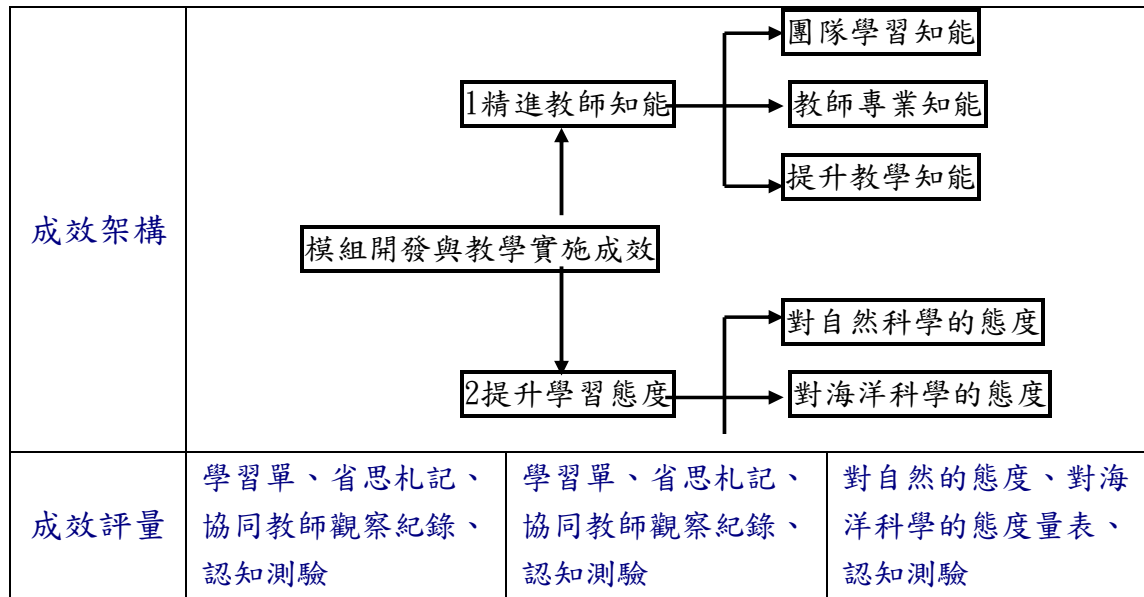 團隊學習知能
1精進教師知能
教師專業知能
提升教學知能
成效架構
模組開發與教學實施成效
對自然科學的態度
2提升學習態度
對海洋科學的態度
成效評量
學習單、省思札記、
協同教師觀察紀錄、
認知測驗
學習單、省思札記、
協同教師觀察紀錄、
認知測驗
對自然的態度、對海
洋科學的態度量表、
認知測驗